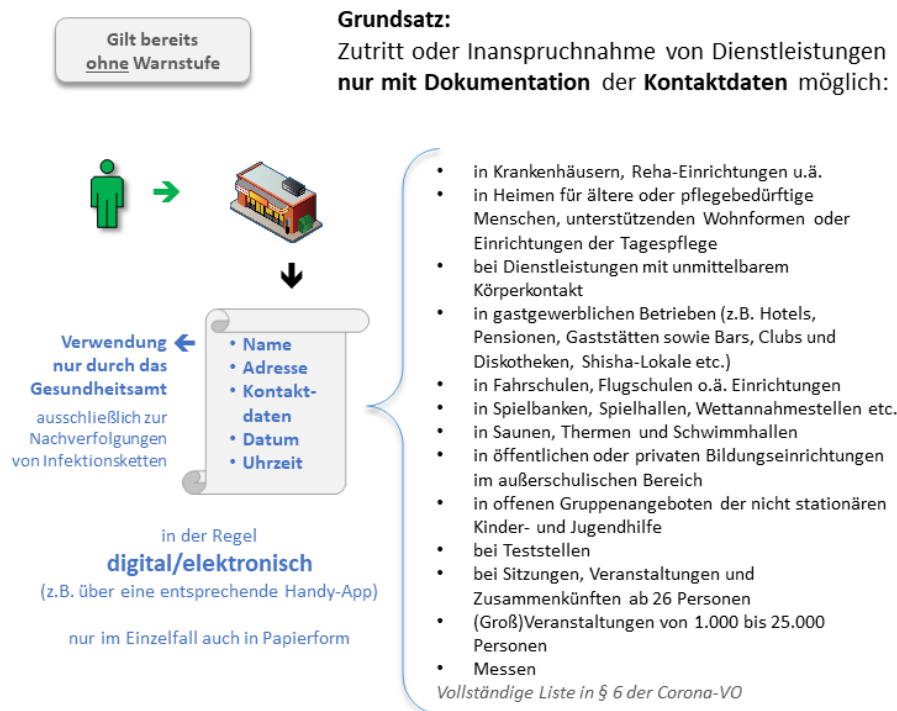 Gilt bereits
ohne Warnstufe
Grundsatz:
Zutritt oder Inanspruchnahme von Dienstleistungen
nur mit Dokumentation der Kontaktdaten möglich:
Verwendung
nur durch das
Gesundheitsamt
ausschließlich zur
Nachverfolgungen
von Infektionsketten
• Name
• Adresse
• Kontakt-
daten
• Datum
• Uhrzeit
in der Regel
digital/elektronisch
(z.B. über eine entsprechende Handy-App)
nur im Einzelfall auch in Papierform
• in Krankenhäusern, Reha-Einrichtungen u.ä.
• in Heimen für ältere oder pflegebedürftige
Menschen, unterstützenden Wohnformen oder
Einrichtungen der Tagespflege
• bei Dienstleistungen mit unmittelbarem
Körperkontakt
• in gastgewerblichen Betrieben (z.B. Hotels,
Pensionen, Gaststätten sowie Bars, Clubs und
Diskotheken, Shisha-Lokale etc.)
• in Fahrschulen, Flugschulen o.ä. Einrichtungen
• in Spielbanken, Spielhallen, Wettannahmestellen etc.
• in Saunen, Thermen und Schwimmhallen
• in öffentlichen oder privaten Bildungseinrichtungen
im außerschulischen Bereich
• in offenen Gruppenangeboten der nicht stationären
Kinder- und Jugendhilfe
• bei Teststellen
• bei Sitzungen, Veranstaltungen und
Zusammenkünften ab 26 Personen
• (Groß)Veranstaltungen von 1.000 bis 25.000
Personen
• Messen
Vollständige Liste in § 6 der Corona-VO